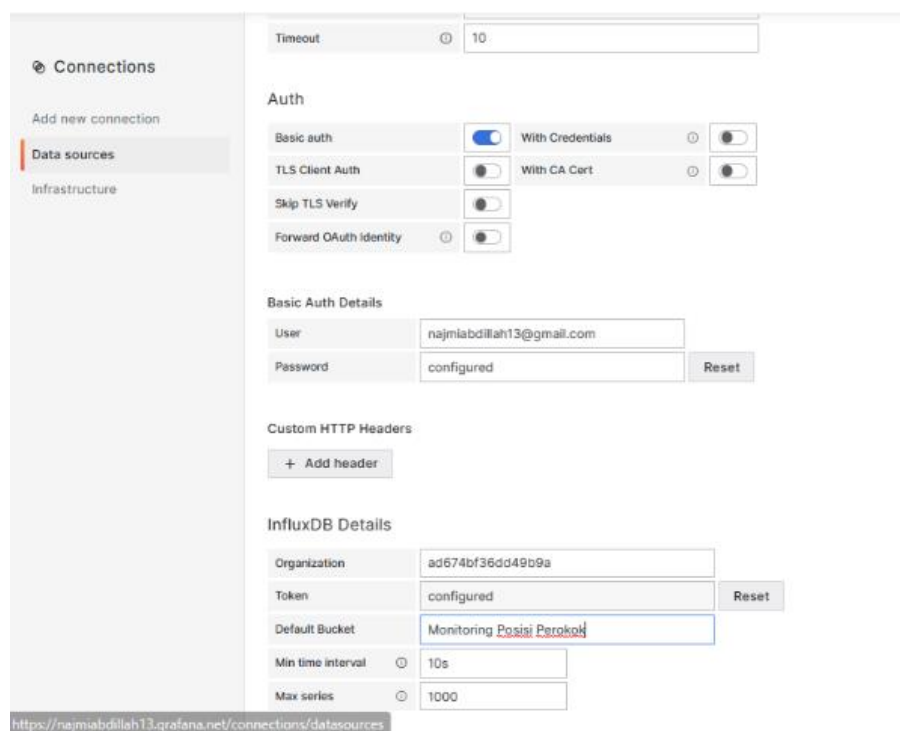 Timeout 10
Connections
Auth
Add new connection
Basic auth With Credentials
Data sources
TLS Client Auth With CA Cert
Infrastructure
Skip TLS Verify
Forward OAuth Identity
Basic Auth Details
User najmiabdillah13@gmail.com
Password configured Reset
Custom HTTP Headers
+ Add header
InfluxDB Details
Organization ad674bf36dd49b9a
Token configured Reset
Default Bucket Monitoring Posisi Perokok
Min time interval 10s
Max series 1000
https://najmiabdillah13.grafana.net/connections/datasources